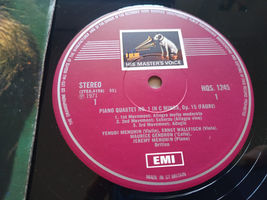 HIS MASTER'S VOICE
STEREO
HQS. 1245
℗ 1971
1
1
PIANO QUARTET NO. 1 IN C MINOR, Op. 15 (FAURÉ)
1. 1st Movement: Allegro molto moderato
2. 2nd Movement: Scherzo (Allegro vivo)
3. 3rd Movement: Adagio
YEHUDI MENUHIN (Violin), ERNST WALLFISCH (Viola),
MAURICE GENDRON ('Cello),
JEREMY MENUHIN (Piano)
EMI
MADE IN GT BRITAIN